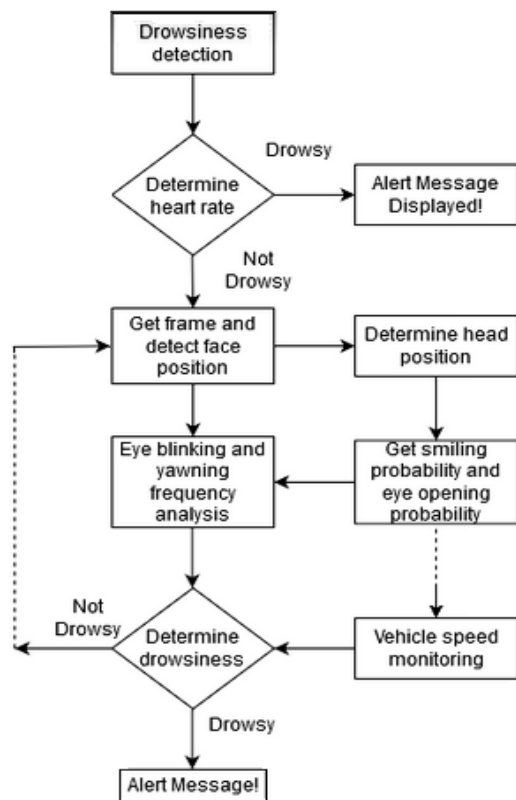 Drowsiness
detection
Drowsy
Determine
heart rate
Alert Message
Displayed!
Not
Drowsy
Get frame and
detect face
position
Determine head
position
Eye blinking and
yawning
frequency
analysis
Get smiling
probability and
eye opening
probability
Not
Drowsy
Determine
drowsiness
Vehicle speed
monitoring
Drowsy
Alert Message!